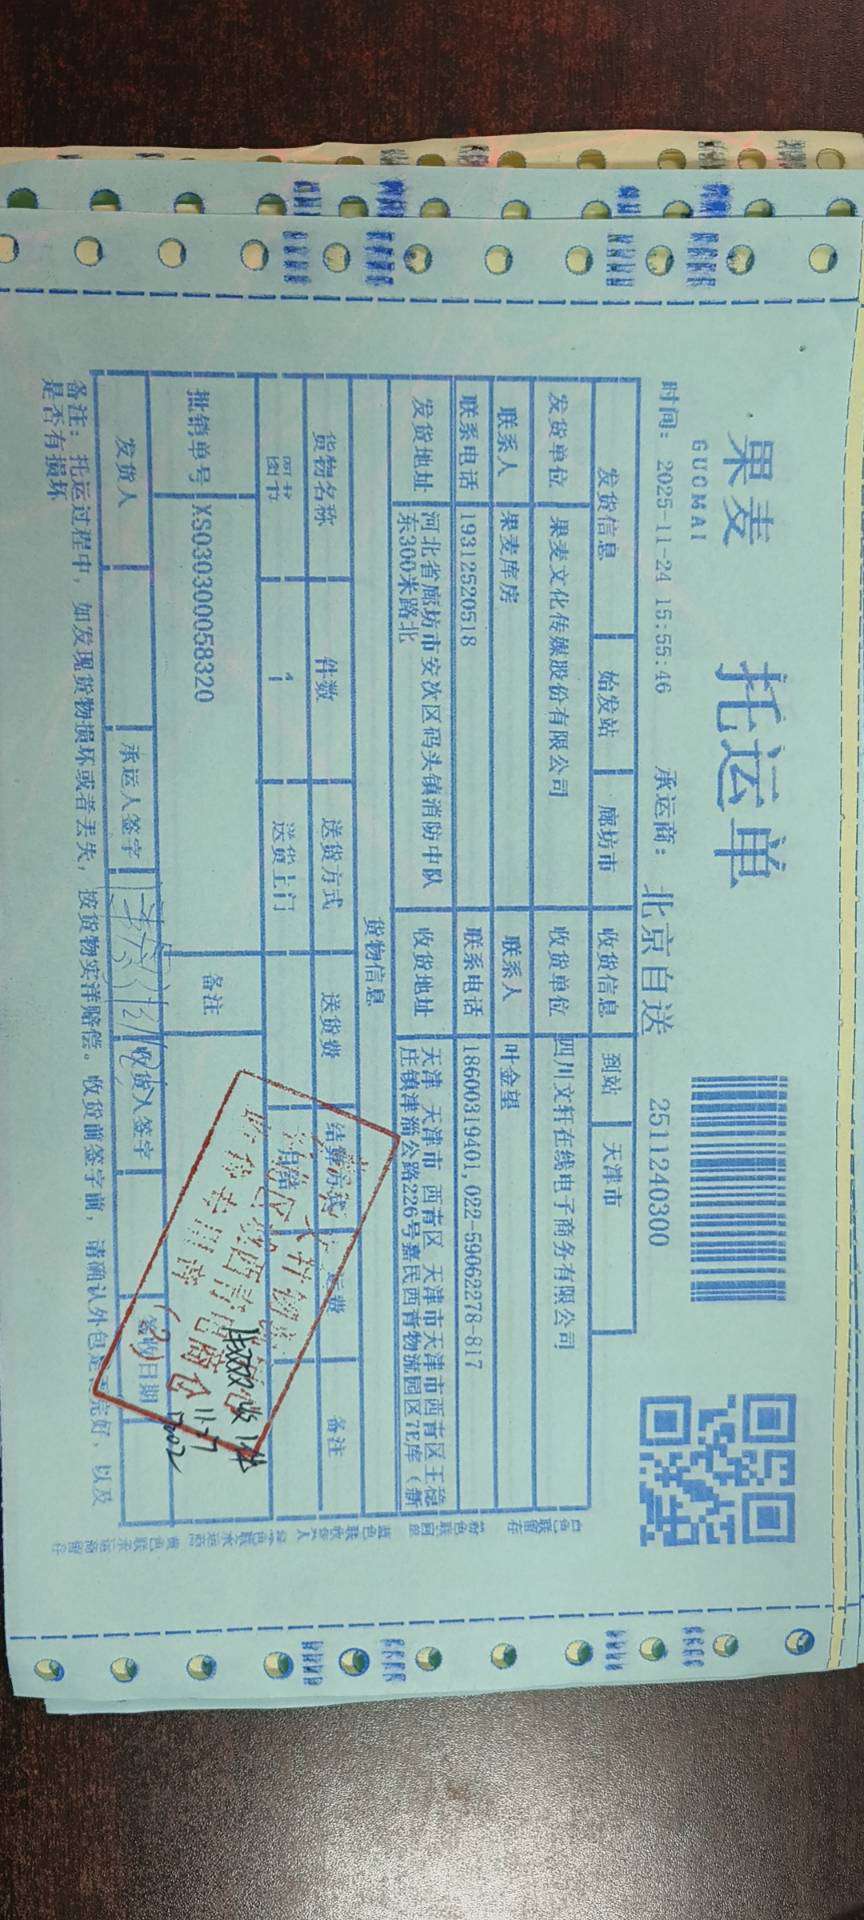 果麦
GUOMAI
托运单
时间: 2025-11-24 15:55:46 承运商: 北京自送 2511240300
发货信息 始发站 廊坊市 收货信息 到站 天津市
发货单位 果麦文化传媒股份有限公司 收货单位 四川文轩在线电子商务有限公司
联系人 果麦库房 联系人 叶金望
联系电话 19312520518 联系电话 18600319401,022-59062278-817
发货地址 河北省廊坊市安次区码头镇消防中队东300米路北 收货地址 天津 天津市 西青区 天津市天津市西青区王稳庄镇津淄公路226号嘉民西青物流园区7E库（新
货物信息
货物名称 件数 送货方式 送货费 结算方式 运费 备注
图书 1 送货上门 月结
批销单号 XS030300058320 备注
发货人 承运人签字 收货人签字 签收日期
备注: 托运过程中, 如发现货物损坏或者丢失, 按货物实洋赔偿。收货前签字前, 请确认外包是否完好, 以及
是否有损坏
(2)
11-27